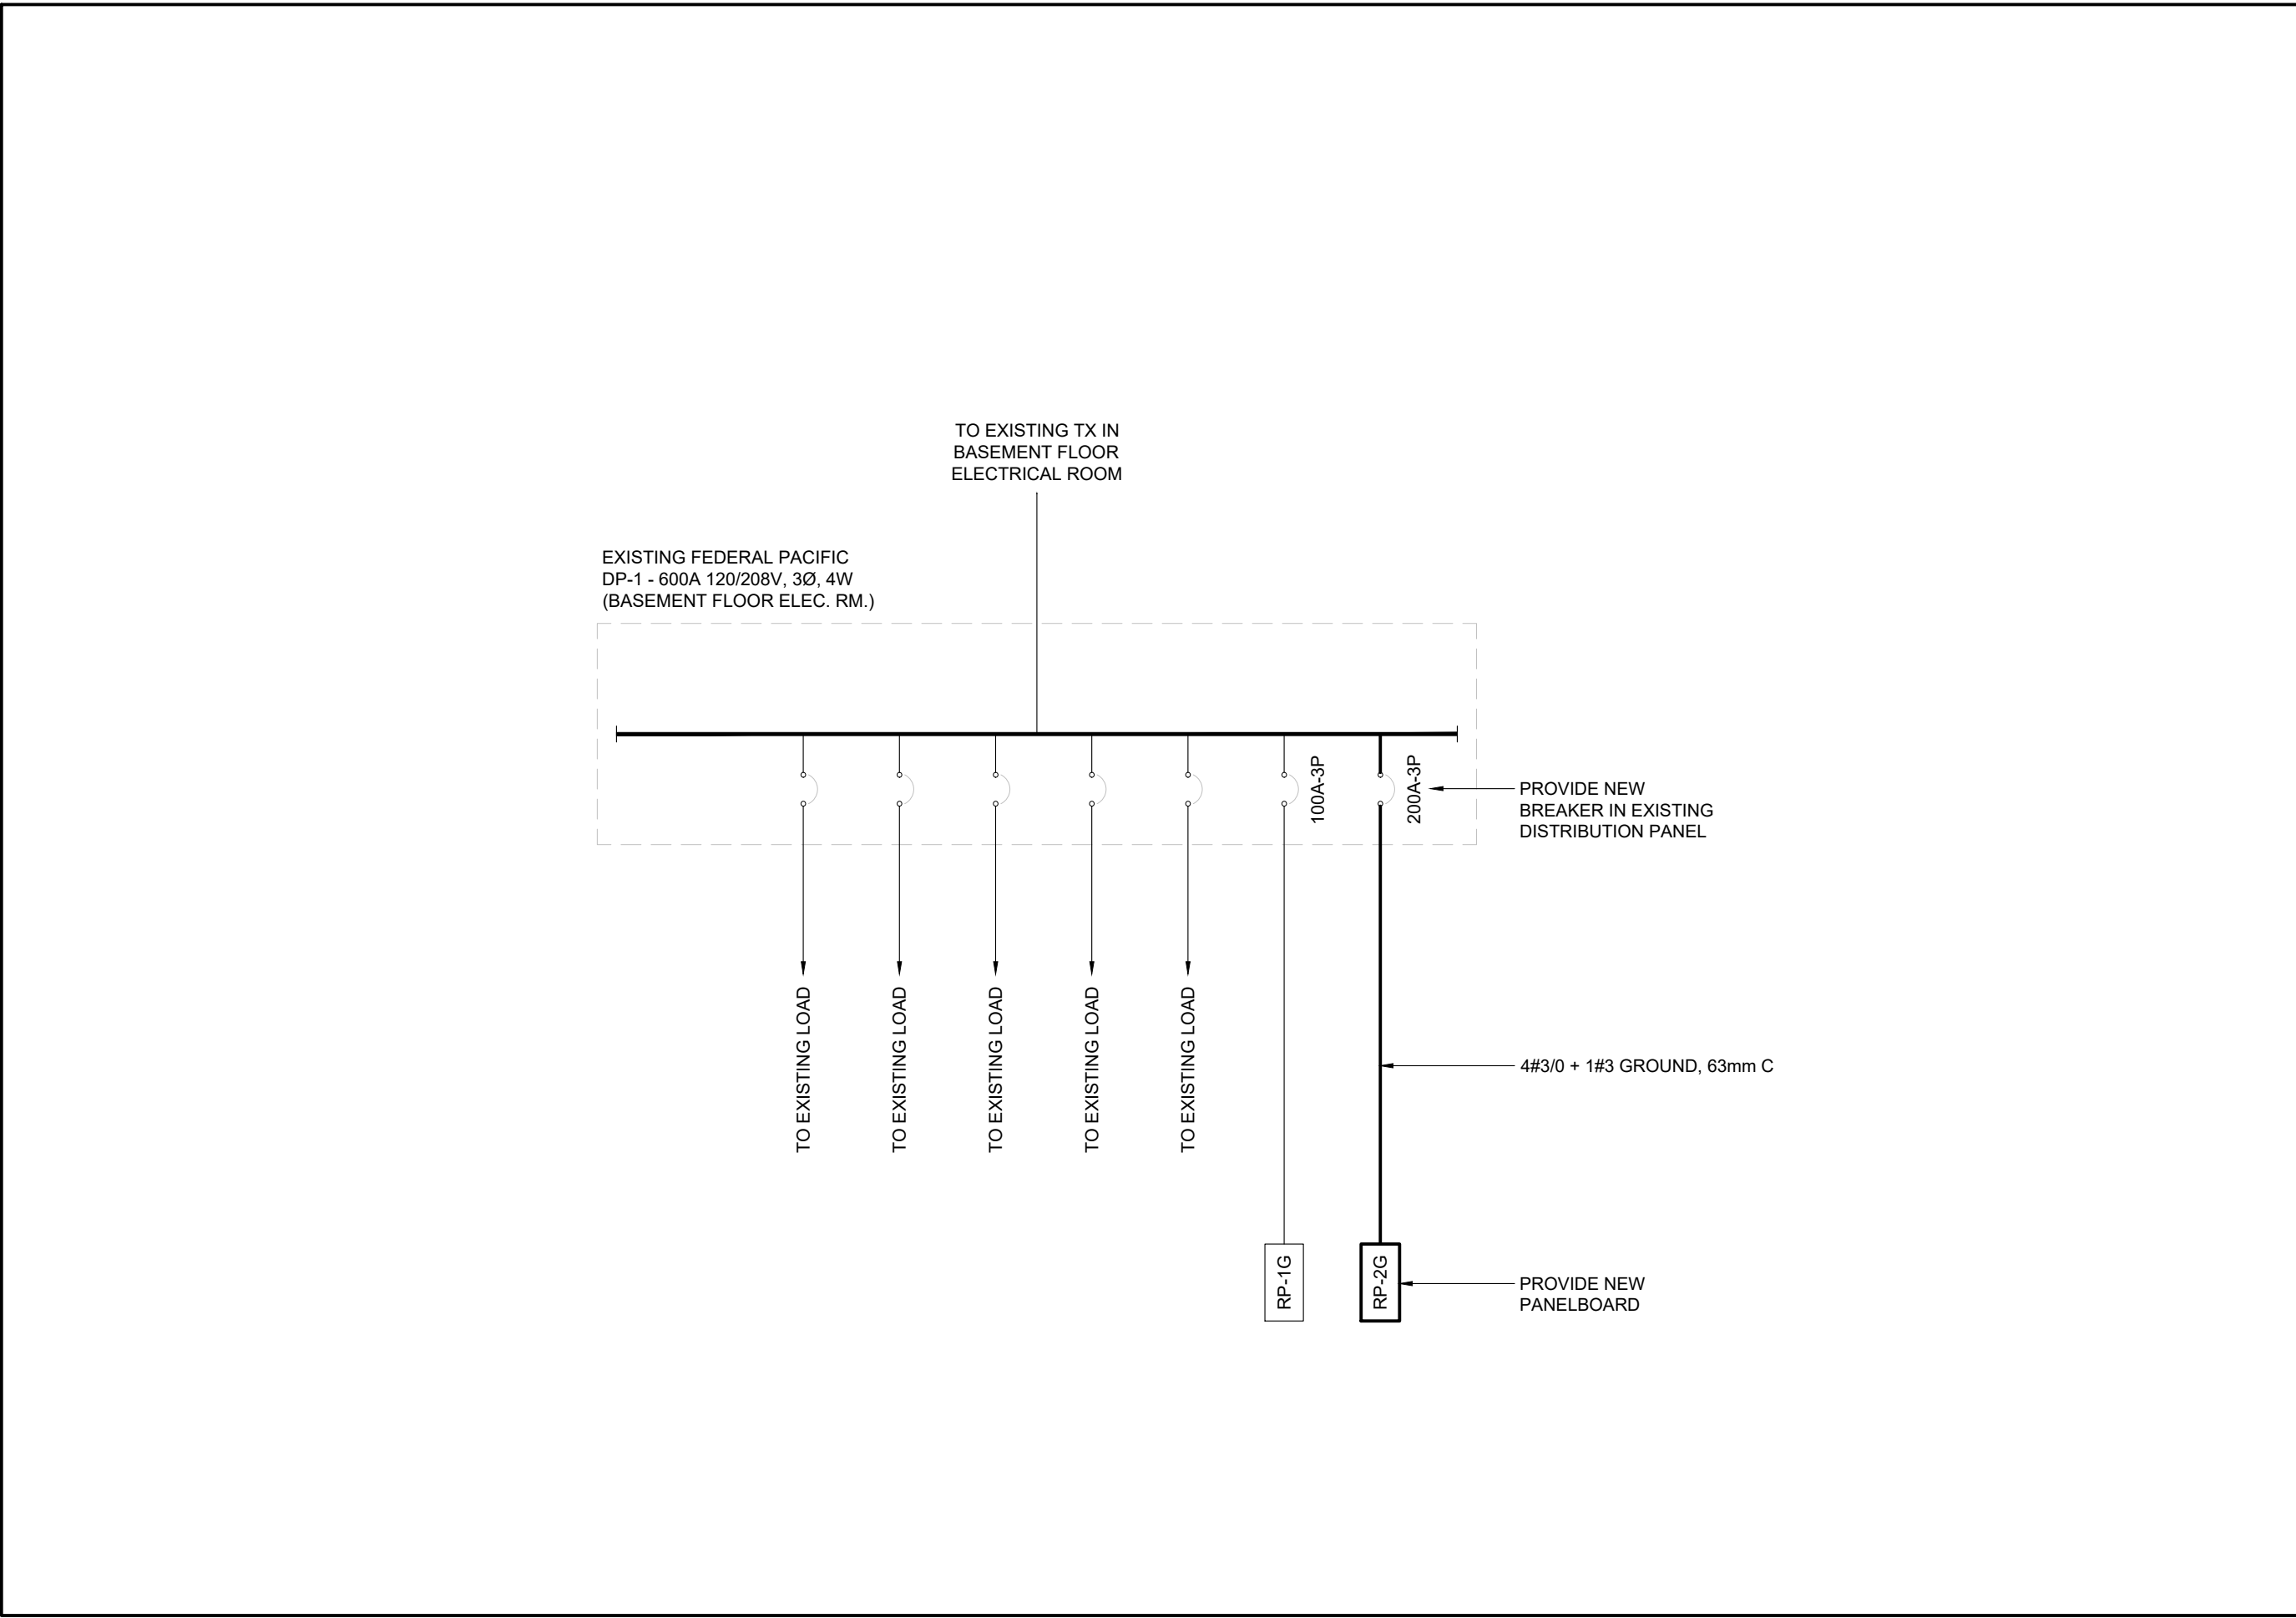 TO EXISTING TX IN
BASEMENT FLOOR
ELECTRICAL ROOM
EXISTING FEDERAL PACIFIC
DP-1 - 600A 120/208V, 3Ø, 4W
(BASEMENT FLOOR ELEC. RM.)
100A-3P
200A-3P
PROVIDE NEW
BREAKER IN EXISTING
DISTRIBUTION PANEL
TO EXISTING LOAD
TO EXISTING LOAD
TO EXISTING LOAD
TO EXISTING LOAD
TO EXISTING LOAD
4#3/0 + 1#3 GROUND, 63mm C
RP-1G
RP-2G
PROVIDE NEW
PANELBOARD